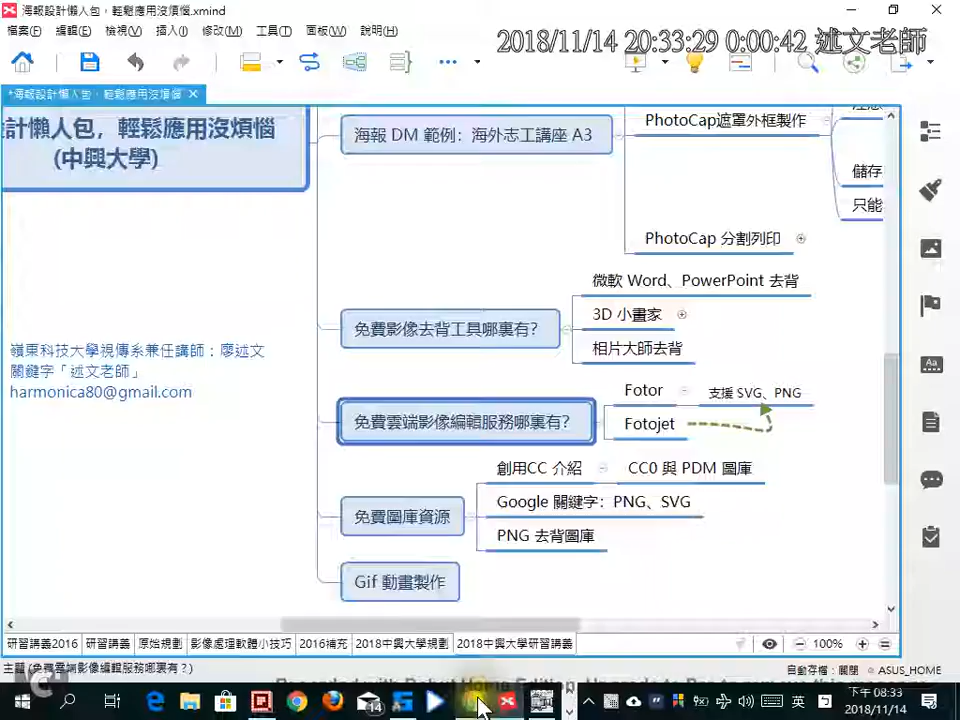 海報設計懶人包，輕鬆應用沒煩惱.xmind
檔案(F) 編輯(E) 檢視(V) 插入(I) 修改(M) 工具(T) 面板(W) 說明(H)
2018/11/14 20:33:29 0:00:42 述文老師
*海報設計懶人包，輕鬆應用沒煩惱
計懶人包，輕鬆應用沒煩惱
(中興大學)
海報 DM 範例：海外志工講座 A3
PhotoCap遮罩外框製作
儲存
只能
PhotoCap 分割列印
免費影像去背工具哪裏有?
微軟 Word、PowerPoint 去背
3D 小畫家
相片大師去背
嶺東科技大學視傳系兼任講師：廖述文
關鍵字「述文老師」
harmonica80@gmail.com
免費雲端影像編輯服務哪裏有?
Fotor
支援 SVG、PNG
Fotojet
免費圖庫資源
創用CC 介紹
CC0 與 PDM 圖庫
Google 關鍵字：PNG、SVG
PNG 去背圖庫
Gif 動畫製作
研習講義2016 研習講義 原始規劃 影像處理軟體小技巧 2016補充 2018中興大學規劃 2018中興大學研習講義
100%
主題 (免費雲端影像編輯服務哪裏有？)
自動存檔：關閉 ASUS_HOME
14
英
下午 08:33
2018/11/14